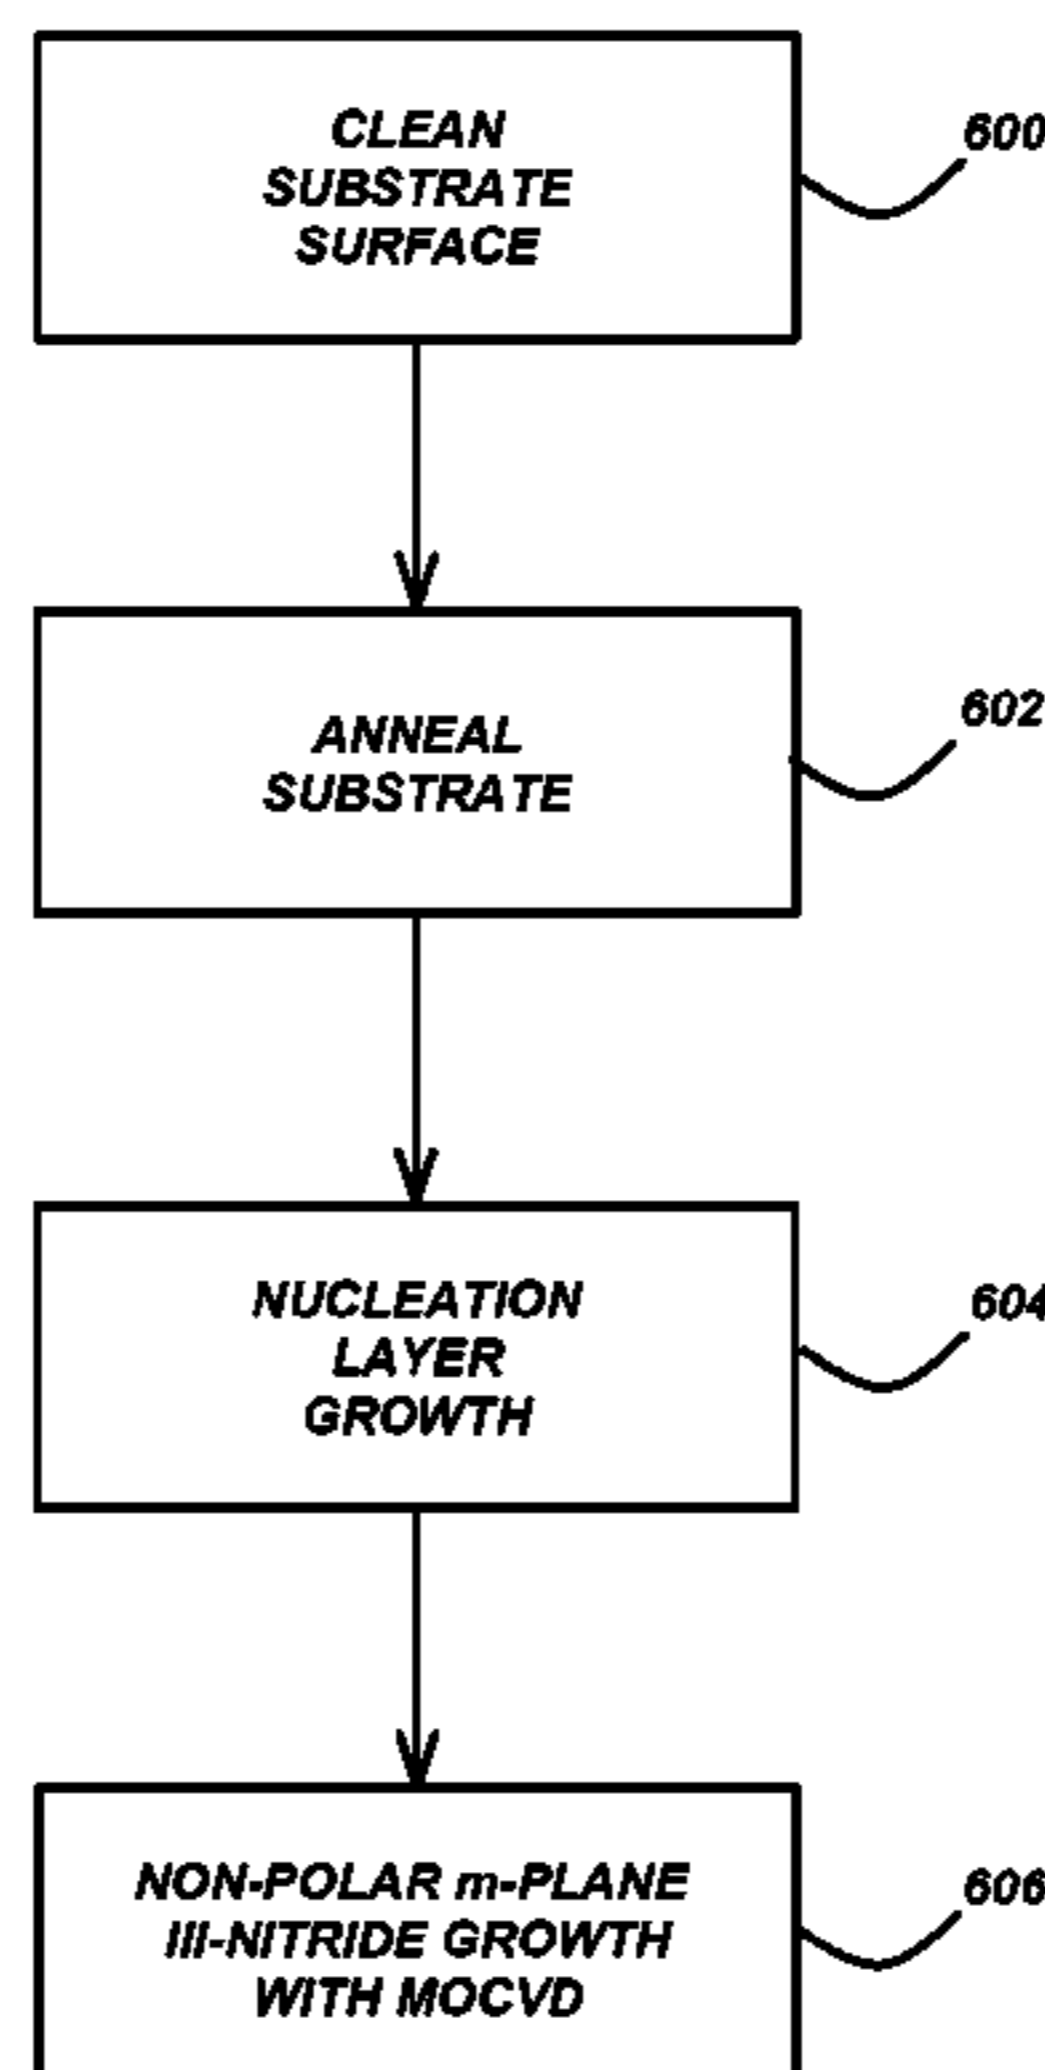 CLEAN
SUBSTRATE
SURFACE
600
ANNEAL
SUBSTRATE
602
NUCLEATION
LAYER
GROWTH
604
NON-POLAR m-PLANE
III-NITRIDE GROWTH
WITH MOCVD
606